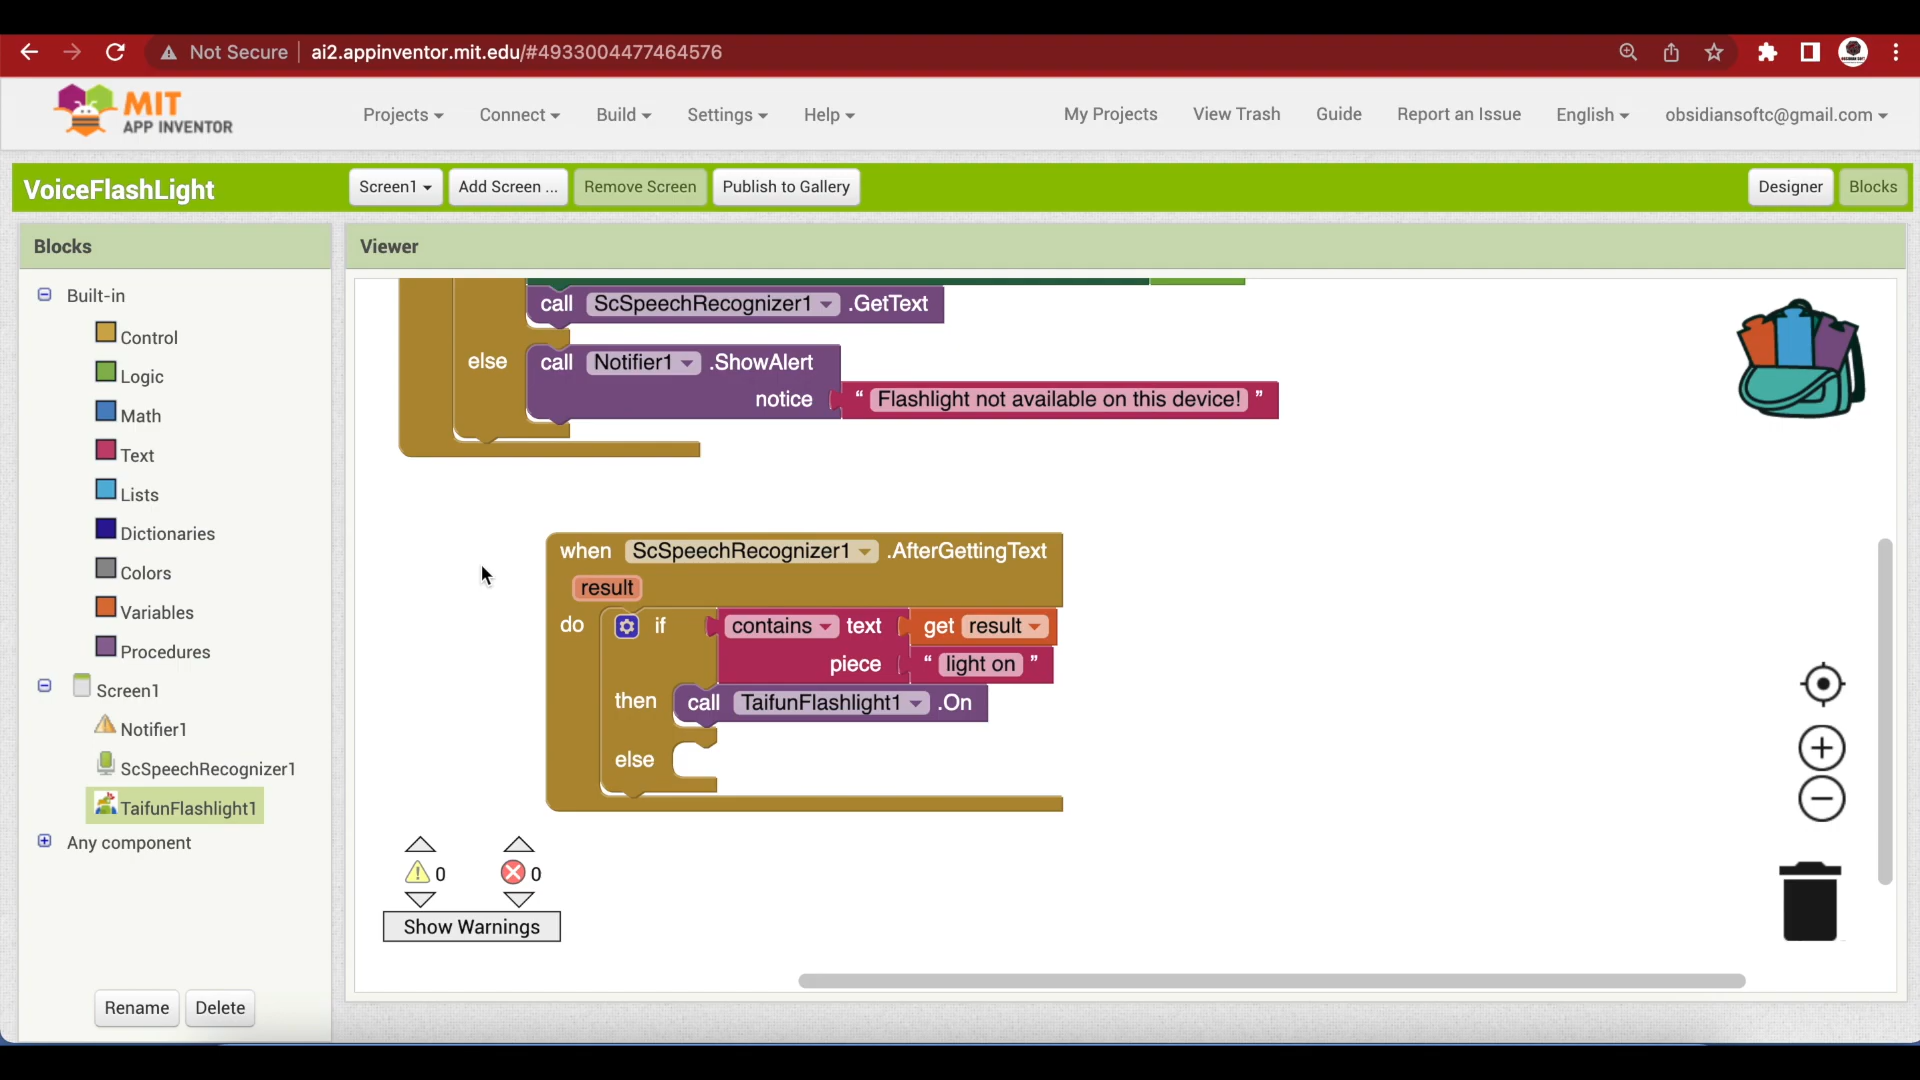 Not Secure ai2.appinventor.mit.edu/#4933004477464576
MIT
APP INVENTOR
Projects Connect Build Settings Help My Projects View Trash Guide Report an Issue English obsidiansoftc@gmail.com
VoiceFlashLight Screen1 Add Screen ... Remove Screen Publish to Gallery Designer Blocks
Blocks
Built-in
Control
Logic
Math
Text
Lists
Dictionaries
Colors
Variables
Procedures
Screen1
Notifier1
ScSpeechRecognizer1
TaifunFlashlight1
Any component
Rename Delete
Viewer
call ScSpeechRecognizer1 .GetText
else call Notifier1 .ShowAlert
notice “ Flashlight not available on this device! ”
when ScSpeechRecognizer1 .AfterGettingText
result
do if contains text get result
piece “ light on ”
then call TaifunFlashlight1 .On
else
0 0
Show Warnings